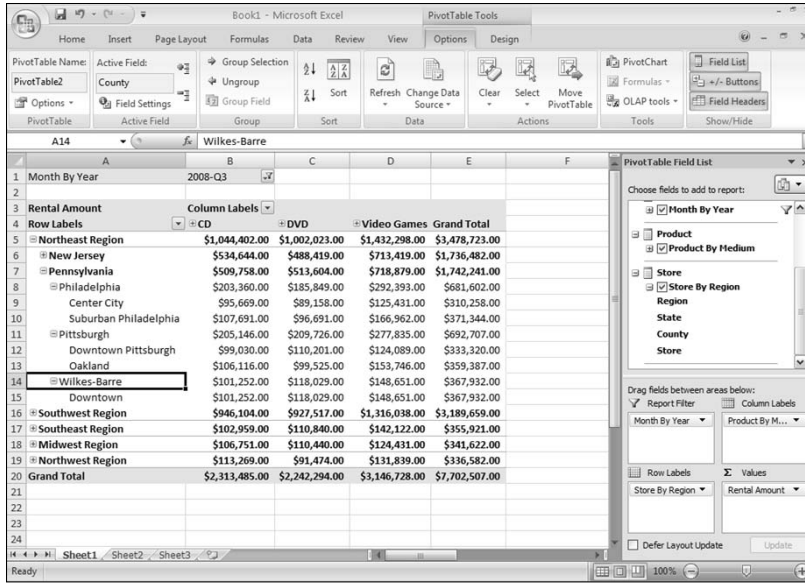 Book1 - Microsoft Excel
PivotTable Tools
Home Insert Page Layout Formulas Data Review View Options Design
PivotTable Name: Active Field: Group Selection PivotChart Field List
PivotTable2 County Ungroup Sort Refresh Change Data Source Clear Select Move PivotTable Formulas +/- Buttons
Options Field Settings Group Field OLAP tools Field Headers
PivotTable Active Field Group Sort Data Actions Tools Show/Hide
A14 fx Wilkes-Barre
A B C D E F
1 Month By Year 2008-Q3
2
3 Rental Amount Column Labels
4 Row Labels CD DVD Video Games Grand Total
5 Northeast Region $1,044,402.00 $1,002,023.00 $1,432,298.00 $3,478,723.00
6 New Jersey $534,644.00 $488,419.00 $713,419.00 $1,736,482.00
7 Pennsylvania $509,758.00 $513,604.00 $718,879.00 $1,742,241.00
8 Philadelphia $203,360.00 $185,849.00 $292,393.00 $681,602.00
9 Center City $95,669.00 $89,158.00 $125,431.00 $310,258.00
10 Suburban Philadelphia $107,691.00 $96,691.00 $166,962.00 $371,344.00
11 Pittsburgh $205,146.00 $209,726.00 $277,835.00 $692,707.00
12 Downtown Pittsburgh $99,030.00 $110,201.00 $124,089.00 $333,320.00
13 Oakland $106,116.00 $99,525.00 $153,746.00 $359,387.00
14 Wilkes-Barre $101,252.00 $118,029.00 $148,651.00 $367,932.00
15 Downtown $101,252.00 $118,029.00 $148,651.00 $367,932.00
16 Southwest Region $946,104.00 $927,517.00 $1,316,038.00 $3,189,659.00
17 Southeast Region $102,959.00 $110,840.00 $142,122.00 $355,921.00
18 Midwest Region $106,751.00 $110,440.00 $124,431.00 $341,622.00
19 Northwest Region $113,269.00 $91,474.00 $131,839.00 $336,582.00
20 Grand Total $2,313,485.00 $2,242,294.00 $3,146,728.00 $7,702,507.00
21
22
23
24
Sheet1 Sheet2 Sheet3
Ready 100%
PivotTable Field List
Choose fields to add to report:
Month By Year
Product
Product By Medium
Store
Store By Region
Region
State
County
Store
Drag fields between areas below:
Report Filter Column Labels
Month By Year Product By M...
Row Labels Σ Values
Store By Region Rental Amount
Defer Layout Update Update